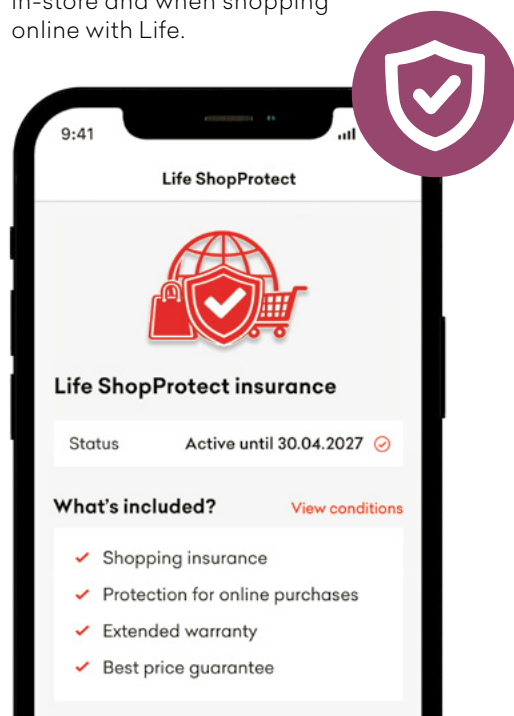 in-store and when shopping
online with Life.
9:41
Life ShopProtect
Life ShopProtect insurance
Status Active until 30.04.2027
What's included? View conditions
Shopping insurance
Protection for online purchases
Extended warranty
Best price guarantee